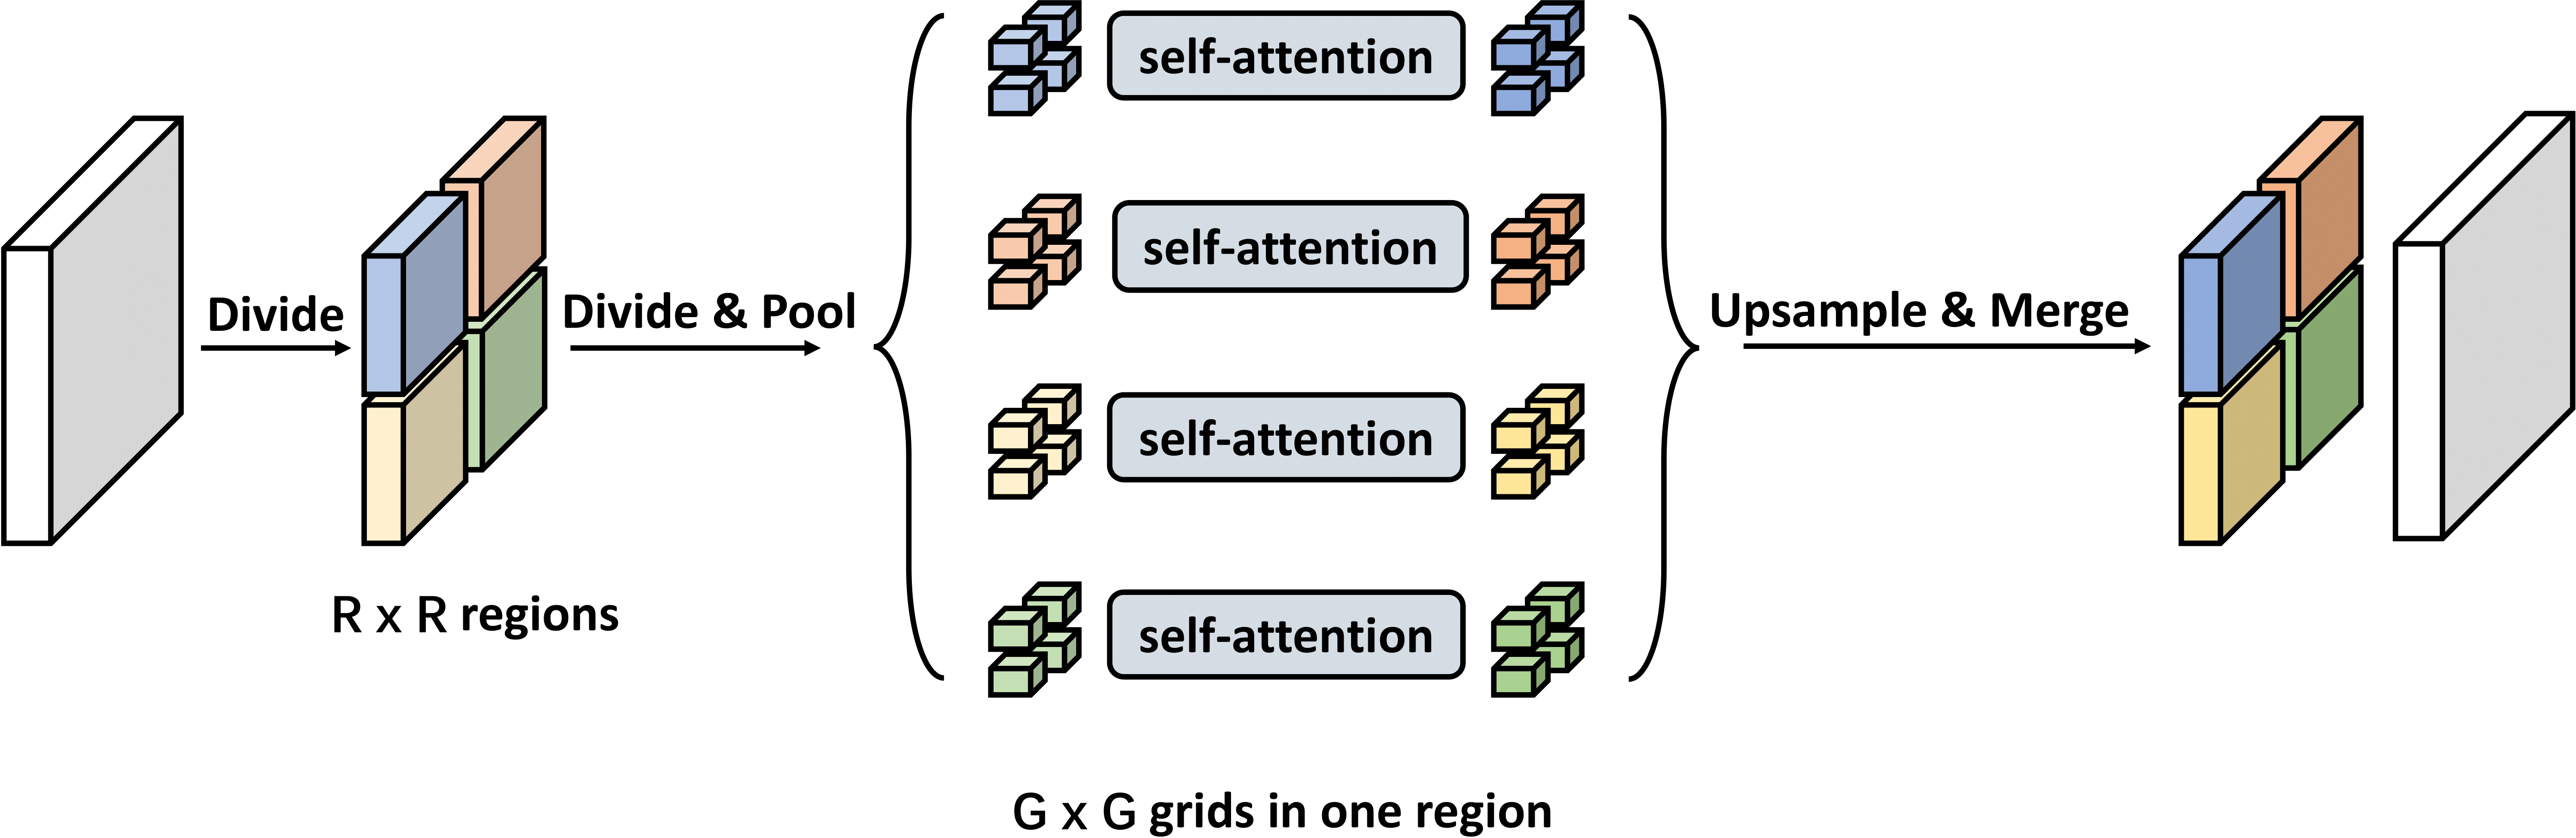 Divide
R x R regions
Divide & Pool
self-attention
self-attention
self-attention
self-attention
G x G grids in one region
Upsample & Merge